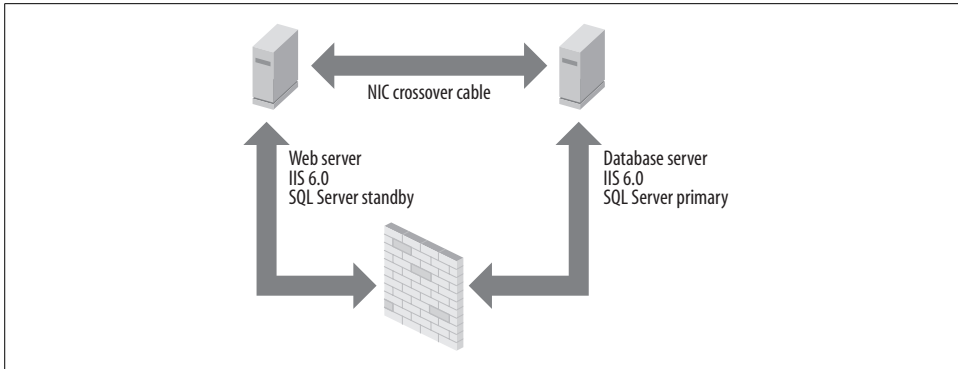 NIC crossover cable
Web server
IIS 6.0
SQL Server standby
Database server
IIS 6.0
SQL Server primary